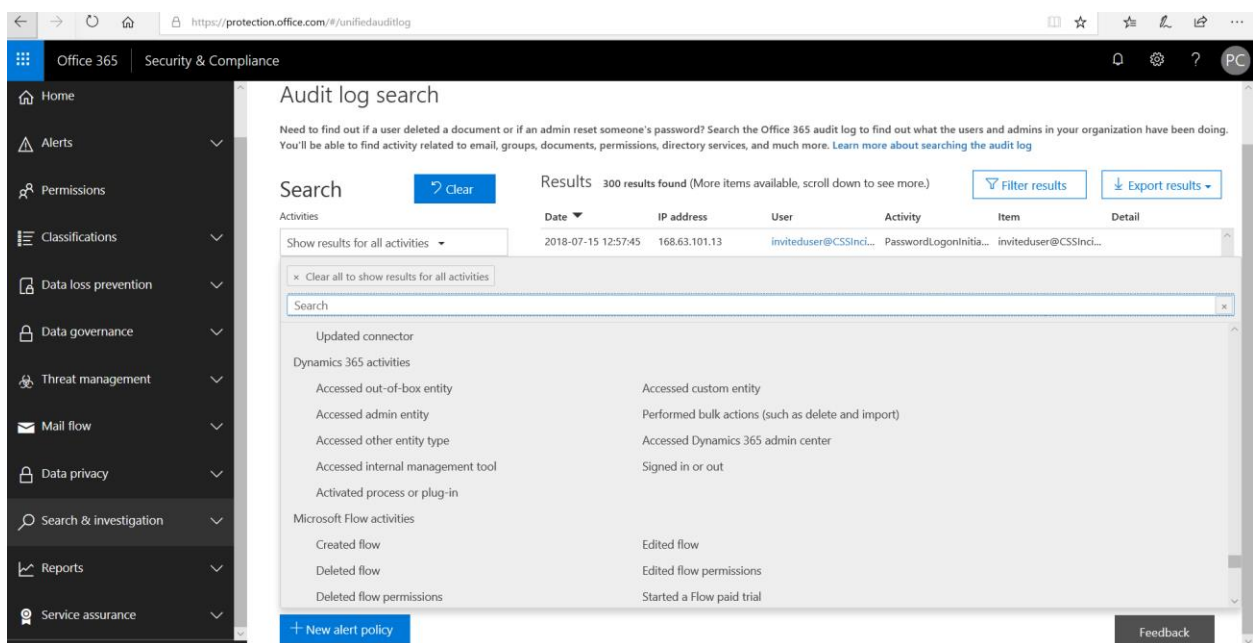 https://protection.office.com/#/unifiedauditlog
Office 365
Security & Compliance
PC
Home
Alerts
Permissions
Classifications
Data loss prevention
Data governance
Threat management
Mail flow
Data privacy
Search & investigation
Reports
Service assurance
Audit log search
Need to find out if a user deleted a document or if an admin reset someone's password? Search the Office 365 audit log to find out what the users and admins in your organization have been doing.
You'll be able to find activity related to email, groups, documents, permissions, directory services, and much more. Learn more about searching the audit log
Search
Clear
Results 300 results found (More items available, scroll down to see more.)
Filter results
Export results
Activities
Date IP address User Activity Item Detail
Show results for all activities
2018-07-15 12:57:45 168.63.101.13 inviteduser@CSSInci... PasswordLogonInitia... inviteduser@CSSInci...
× Clear all to show results for all activities
Search ×
Updated connector
Dynamics 365 activities
Accessed out-of-box entity Accessed custom entity
Accessed admin entity Performed bulk actions (such as delete and import)
Accessed other entity type Accessed Dynamics 365 admin center
Accessed internal management tool Signed in or out
Activated process or plug-in
Microsoft Flow activities
Created flow Edited flow
Deleted flow Edited flow permissions
Deleted flow permissions Started a Flow paid trial
+ New alert policy
Feedback